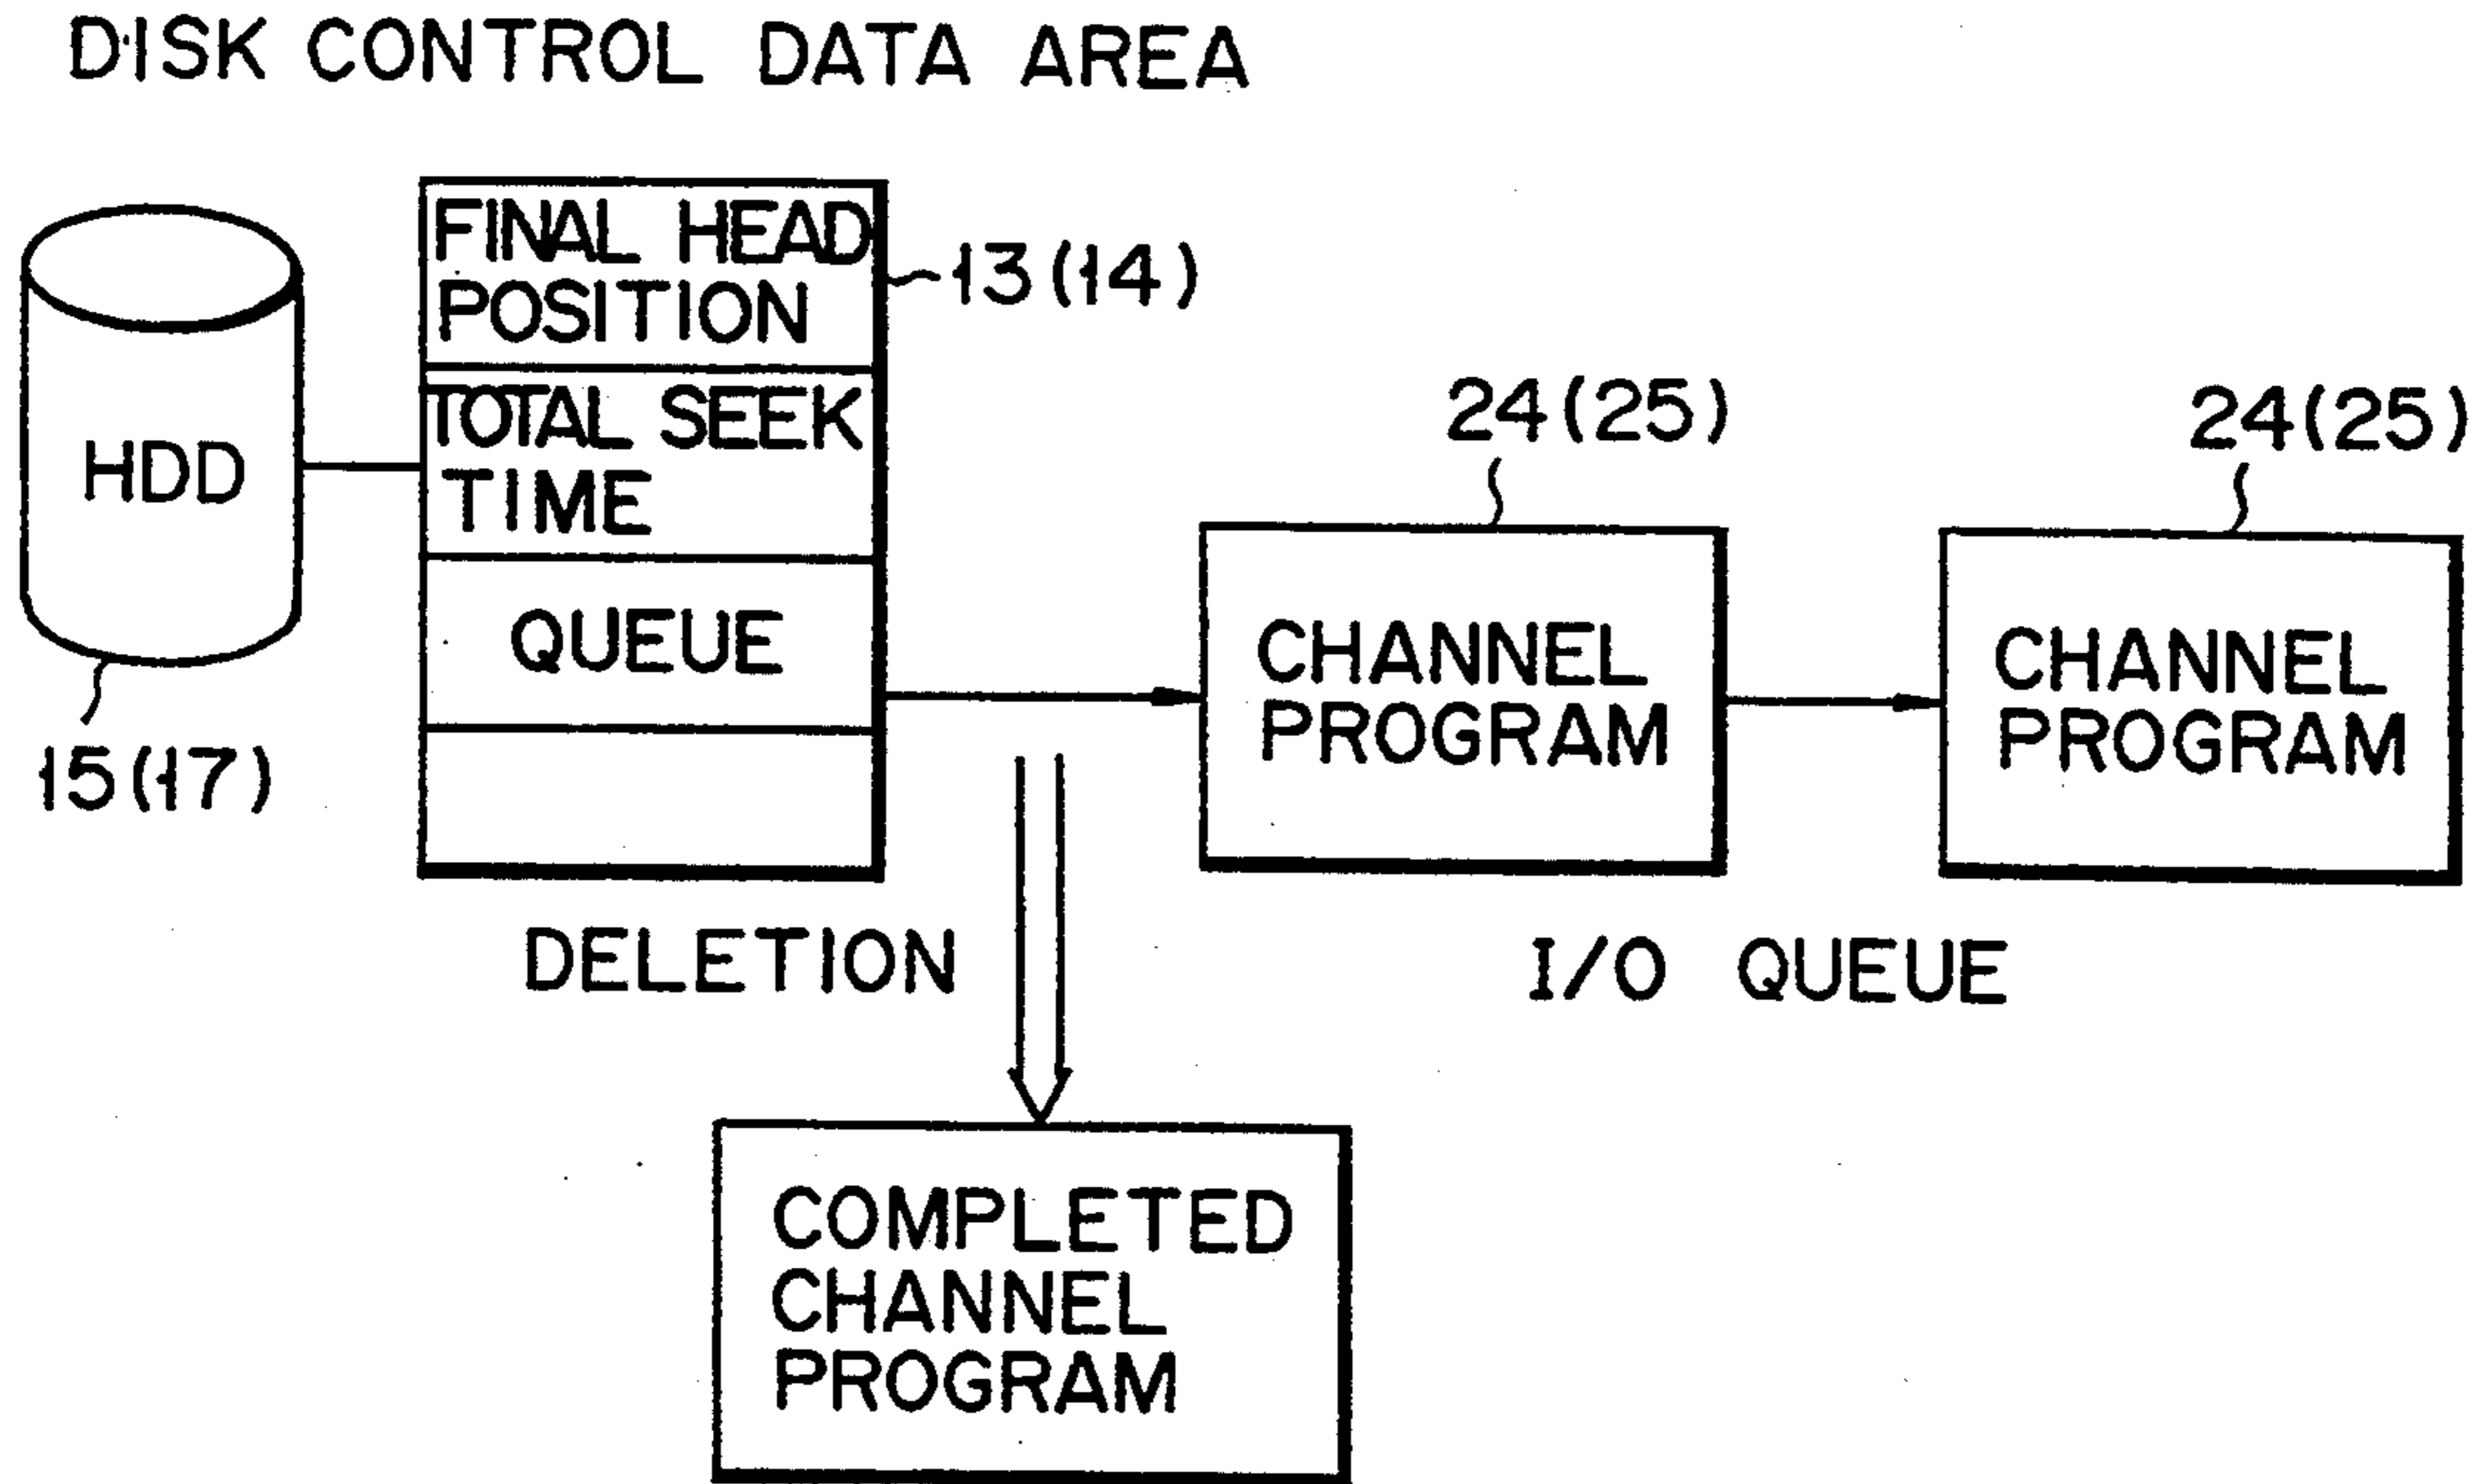 DISK CONTROL DATA AREA
FINAL HEAD
POSITION
13(14)
TOTAL SEEK
TIME
HDD
QUEUE
15(17)
24(25)
CHANNEL
PROGRAM
24(25)
CHANNEL
PROGRAM
DELETION
I/O QUEUE
COMPLETED
CHANNEL
PROGRAM